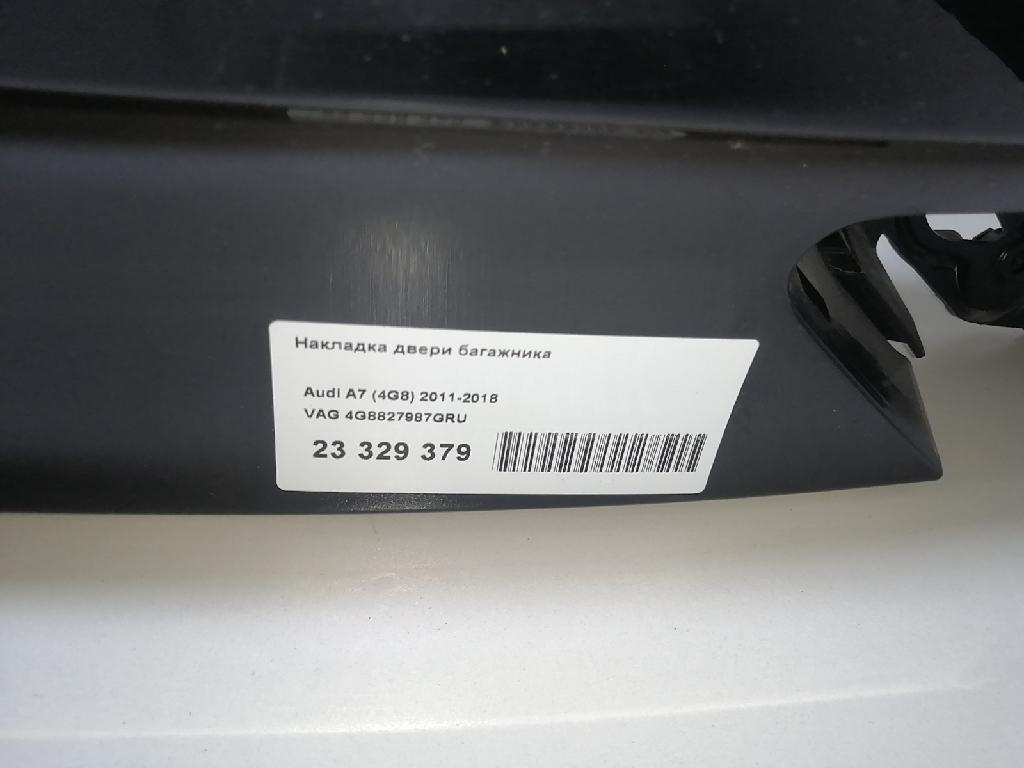 Накладка двери багажника
Audi A7 (4G8) 2011-2018
VAG 4G8827987GRU
23 329 379